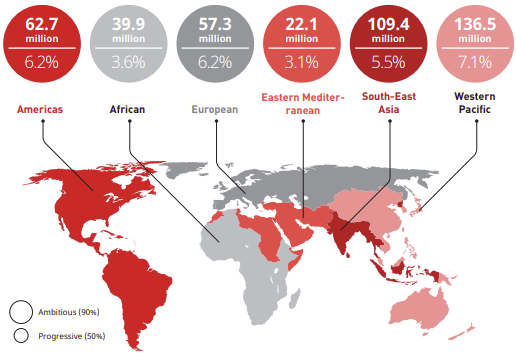 62.7
million
6.2%
39.9
million
3.6%
57.3
million
6.2%
22.1
million
3.1%
109.4
million
5.5%
136.5
million
7.1%
Americas
African
European
Eastern Mediter-
ranean
South-East
Asia
Western
Pacific
Ambitious (90%)
Progressive (50%)